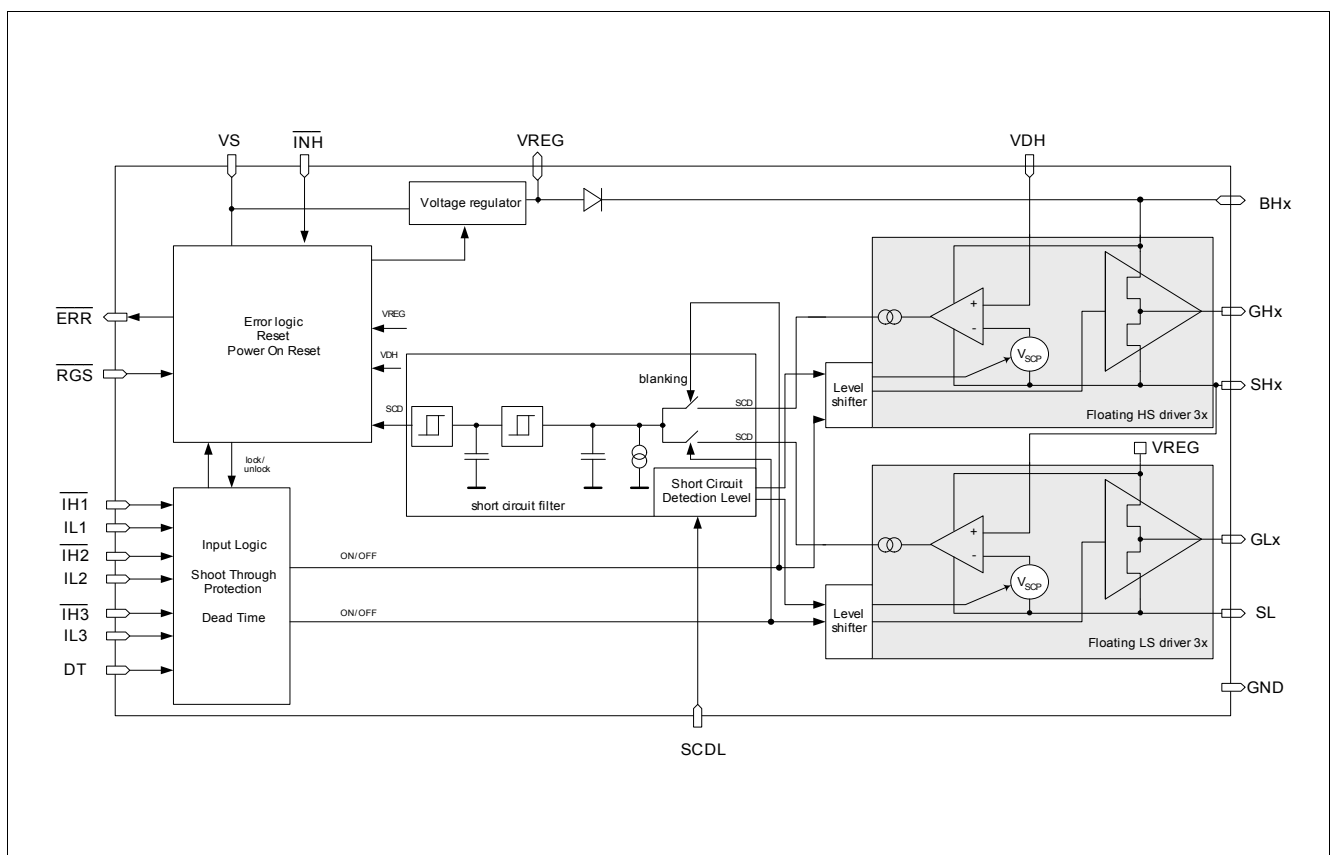 VS
INH
VREG
VDH
Voltage regulator
BHx
ERR
Error logic
Reset
Power On Reset
VREG
VDH
SCD
RGS
blanking
SCD
SCD
short circuit filter
Short Circuit
Detection Level
+
-
VSCP
Level
shifter
GHx
SHx
Floating HS driver 3x
lock/
unlock
VREG
IH1
IL1
IH2
IL2
IH3
IL3
DT
Input Logic
Shoot Through
Protection
Dead Time
ON/OFF
ON/OFF
+
-
VSCP
Level
shifter
GLx
SL
Floating LS driver 3x
GND
SCDL